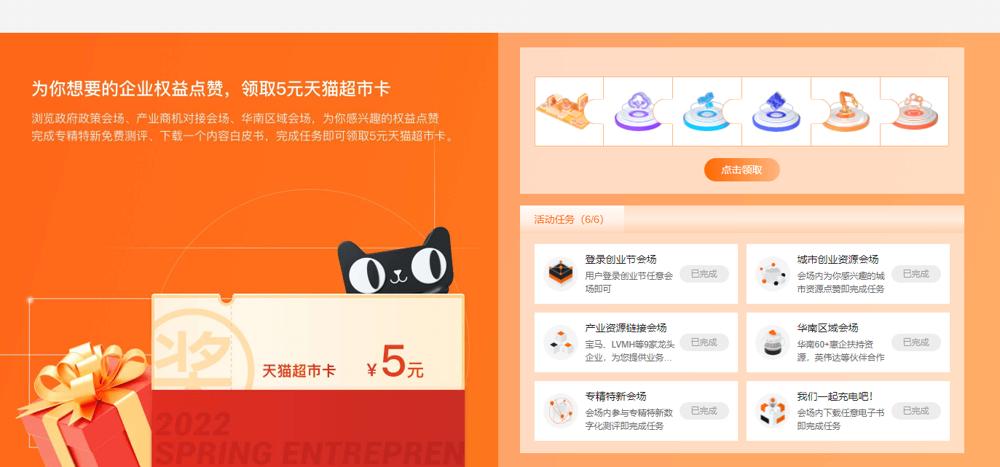 为你想要的企业权益点赞，领取5元天猫超市卡
浏览政府政策会场、产业商机对接会场、华南区域会场，为你感兴趣的权益点赞
完成专精特新免费测评、下载一个内容白皮书，完成任务即可领取5元天猫超市卡。
奖
天猫超市卡 ¥5元
2022
SPRING ENTREPREN
点击领取
活动任务（6/6）
登录创业节会场
用户登录创业节任意会
场即可
已完成
城市创业资源会场
会场内为你感兴趣的城
市资源点赞即完成任务
已完成
产业资源链接会场
宝马、LVMH等9家龙头
企业，为您提供业务...
已完成
华南区域会场
华南60+惠企扶持资
源，英伟达等伙伴合作
已完成
专精特新会场
会场内参与专精特新数
字化测评即完成任务
已完成
我们一起充电吧！
会场内下载任意电子书
即完成任务
已完成